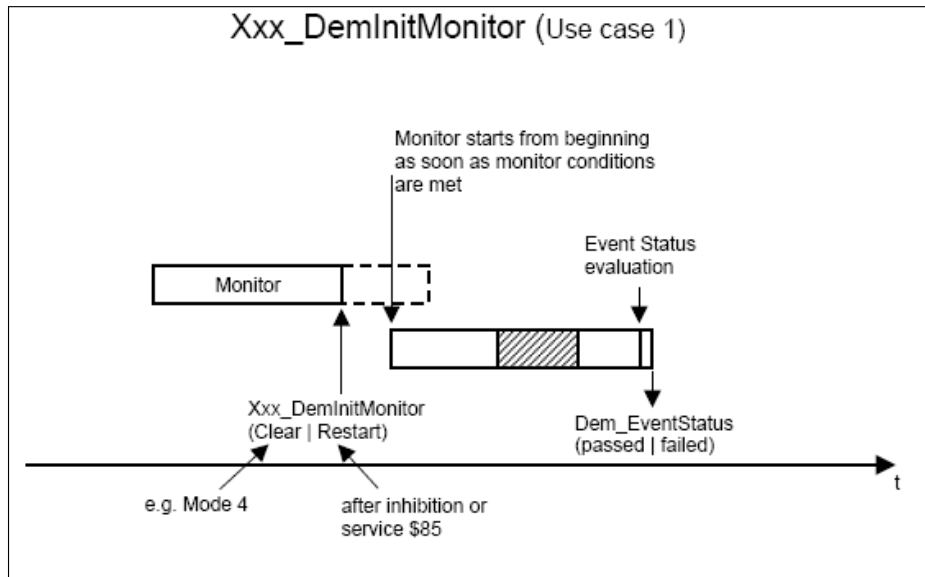 Xxx_DemInitMonitor (Use case 1)
Monitor starts from beginning
as soon as monitor conditions
are met
Event Status
evaluation
Monitor
Xxx_DemInitMonitor
(Clear | Restart)
Dem_EventStatus
(passed | failed)
t
e.g. Mode 4
after inhibition or
service $85